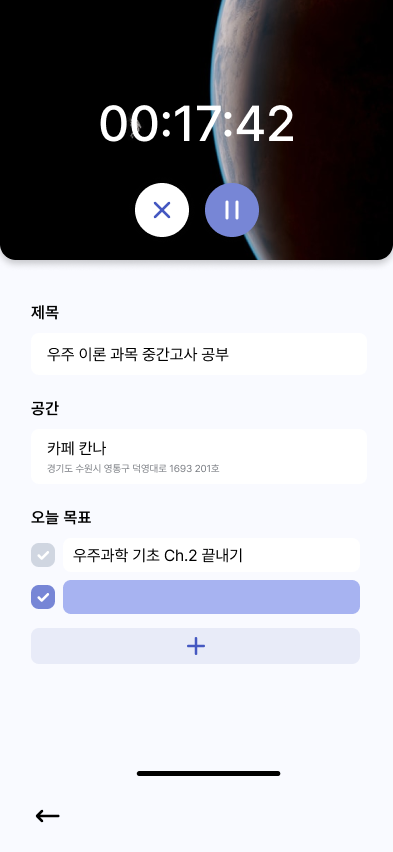 00:17:42
제목
우주 이론 과목 중간고사 공부
공간
카페 칸나
경기도 수원시 영통구 덕영대로 1693 201호
오늘 목표
우주과학 기초 Ch.2 끝내기